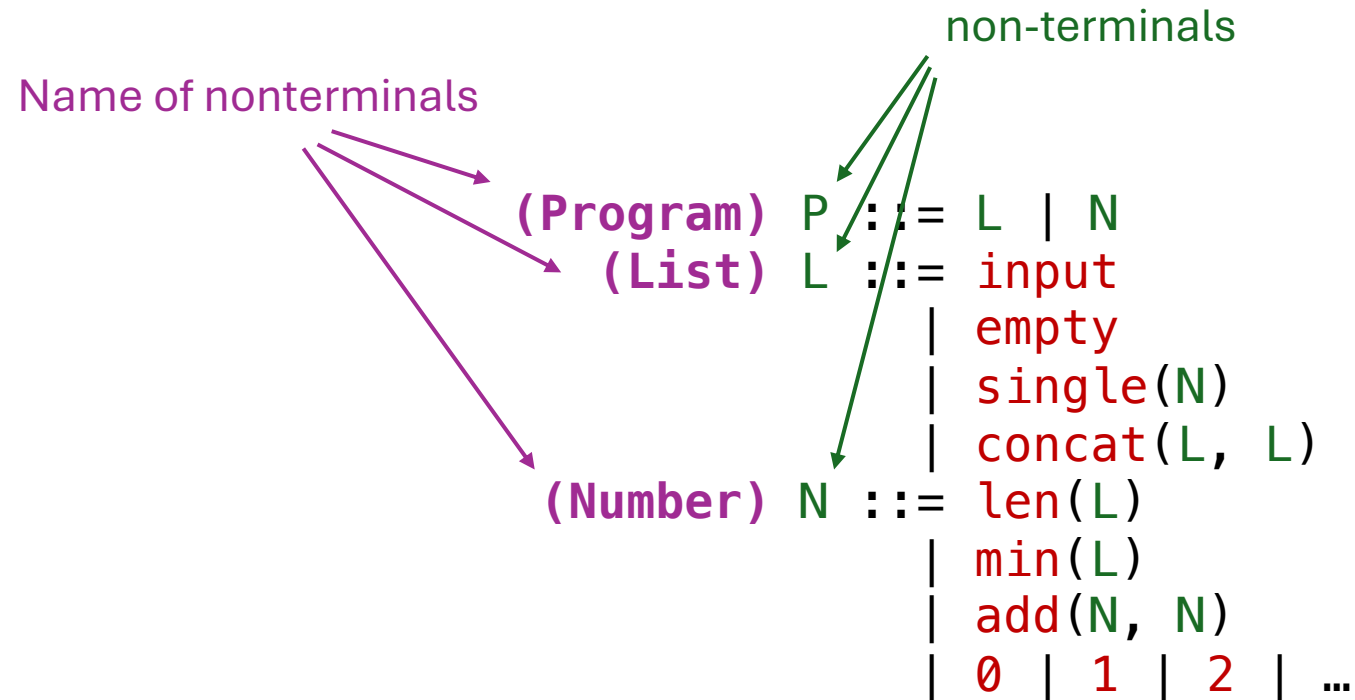 non-terminals
Name of nonterminals
(Program) P ::= L | N
(List) L ::= input
| empty
| single(N)
| concat(L, L)
(Number) N ::= len(L)
| min(L)
| add(N, N)
| 0 | 1 | 2 | …